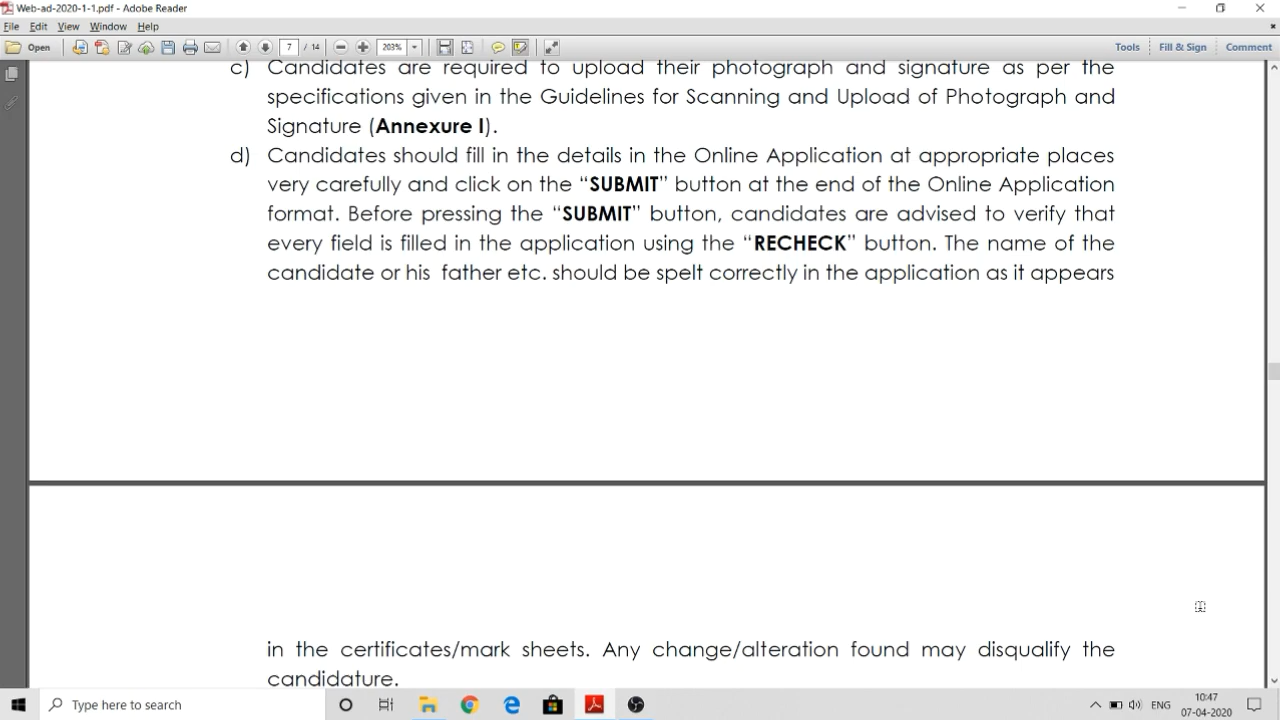 Web-ad-2020-1-1.pdf - Adobe Reader
File Edit View Window Help
Open 7 / 14 203% Tools Fill & Sign Comment
c) Candidates are required to upload their photograph and signature as per the
specifications given in the Guidelines for Scanning and Upload of Photograph and
Signature (Annexure I).
d) Candidates should fill in the details in the Online Application at appropriate places
very carefully and click on the “SUBMIT” button at the end of the Online Application
format. Before pressing the “SUBMIT” button, candidates are advised to verify that
every field is filled in the application using the “RECHECK” button. The name of the
candidate or his father etc. should be spelt correctly in the application as it appears
in the certificates/mark sheets. Any change/alteration found may disqualify the
candidature.
Type here to search
ENG
10:47
07-04-2020